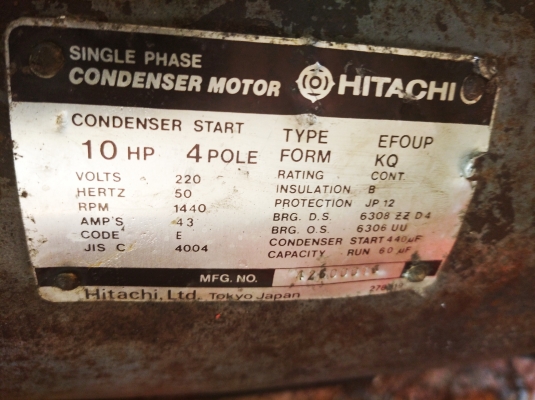 SINGLE PHASE
CONDENSER MOTOR HITACHI
CONDENSER START
10 HP 4 POLE
VOLTS 220
HERTZ 50
RPM 1440
AMP'S 43
CODE E
JIS C 4004
TYPE EFOUP
FORM KQ
RATING CONT.
INSULATION B
PROTECTION JP 12
BRG. D.S. 6308 ZZ D4
BRG. O.S. 6306 UU
CONDENSER START 440 µF
CAPACITY RUN 60 µF
MFG. NO.
Hitachi, Ltd. Tokyo Japan